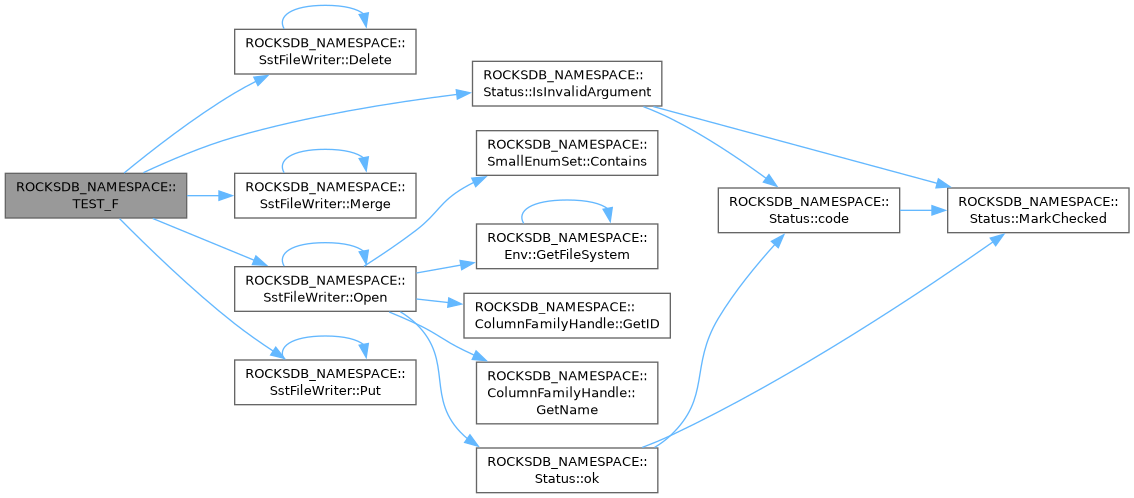 ROCKSDB_NAMESPACE::
TEST_F
ROCKSDB_NAMESPACE::
SstFileWriter::Delete
ROCKSDB_NAMESPACE::
SstFileWriter::Merge
ROCKSDB_NAMESPACE::
SstFileWriter::Open
ROCKSDB_NAMESPACE::
SstFileWriter::Put
ROCKSDB_NAMESPACE::
Status::IsInvalidArgument
ROCKSDB_NAMESPACE::
SmallEnumSet::Contains
ROCKSDB_NAMESPACE::
Env::GetFileSystem
ROCKSDB_NAMESPACE::
ColumnFamilyHandle::GetID
ROCKSDB_NAMESPACE::
ColumnFamilyHandle::
GetName
ROCKSDB_NAMESPACE::
Status::ok
ROCKSDB_NAMESPACE::
Status::code
ROCKSDB_NAMESPACE::
Status::MarkChecked